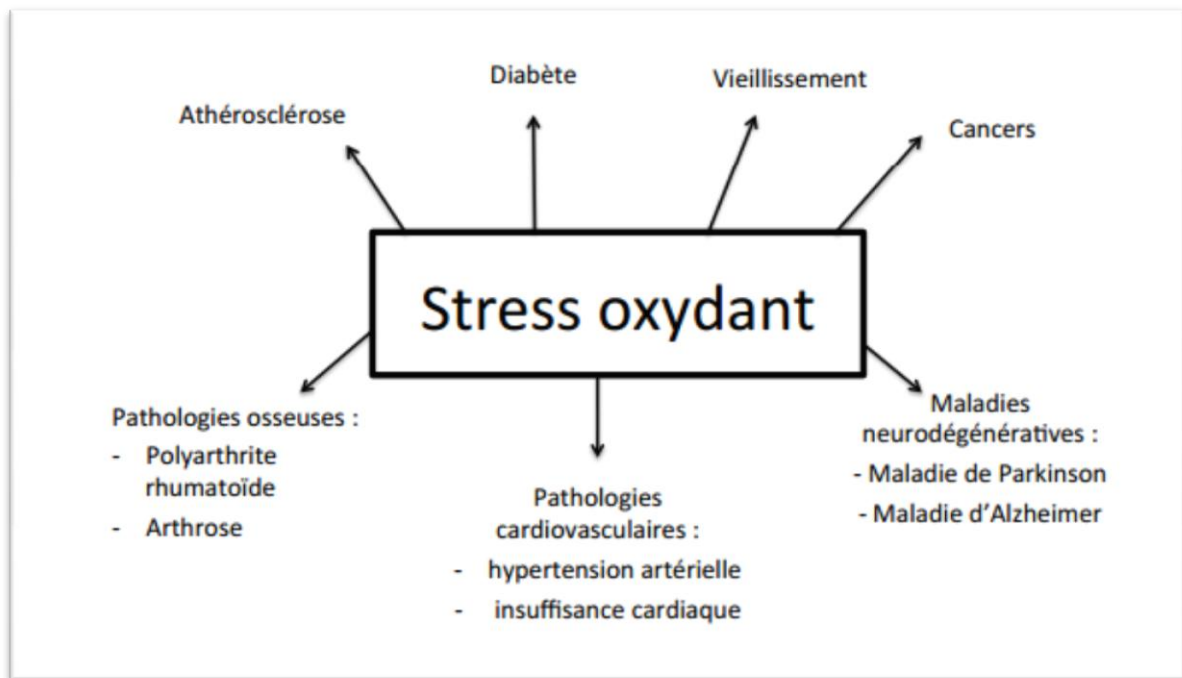 Diabète
Vieillissement
Athérosclérose
Cancers
Stress oxydant
Pathologies osseuses :
- Polyarthrite
rhumatoïde
- Arthrose
Pathologies
cardiovasculaires :
- hypertension artérielle
- insuffisance cardiaque
Maladies
neurodégénératives :
- Maladie de Parkinson
- Maladie d’Alzheimer